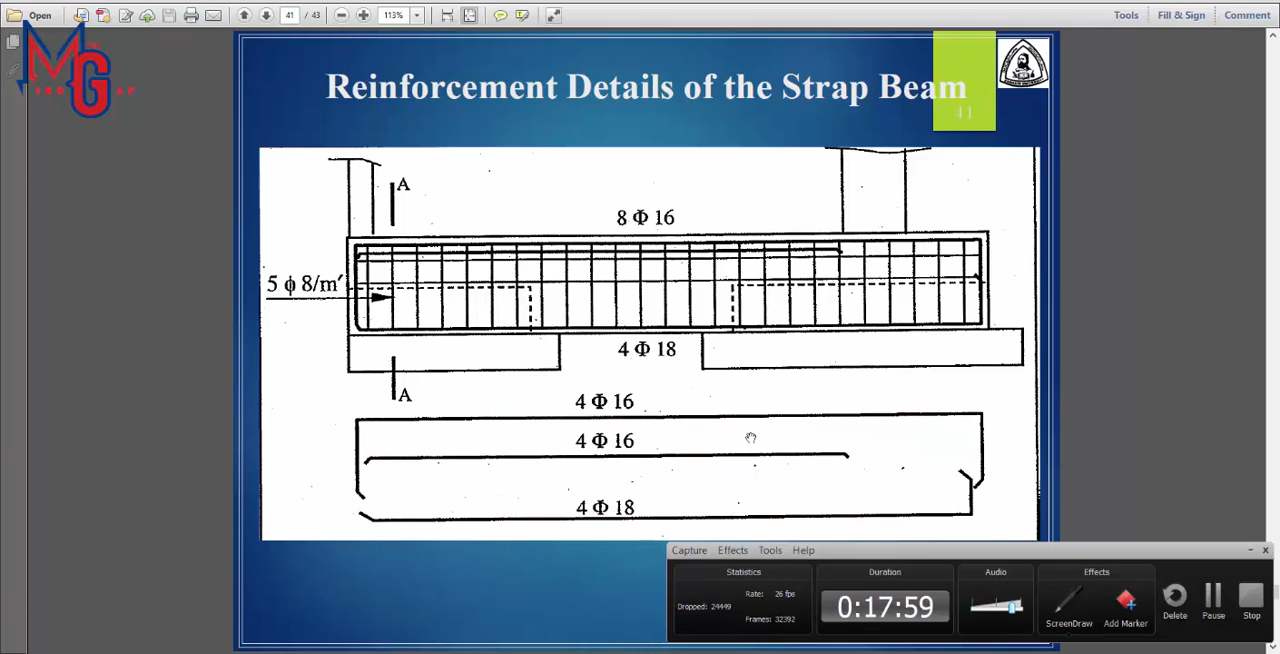 Open
41 / 43
113%
Tools
Fill & Sign
Comment
MG
Reinforcement Details of the Strap Beam
41
A
8 Φ 16
5 ϕ 8/m′
4 Φ 18
A
4 Φ 16
4 Φ 16
4 Φ 18
Capture Effects Tools Help
Statistics
Duration
Audio
Effects
Rate: 26 fps
Dropped: 24449
Frames: 32392
0:17:59
ScreenDraw
Add Marker
Delete
Pause
Stop